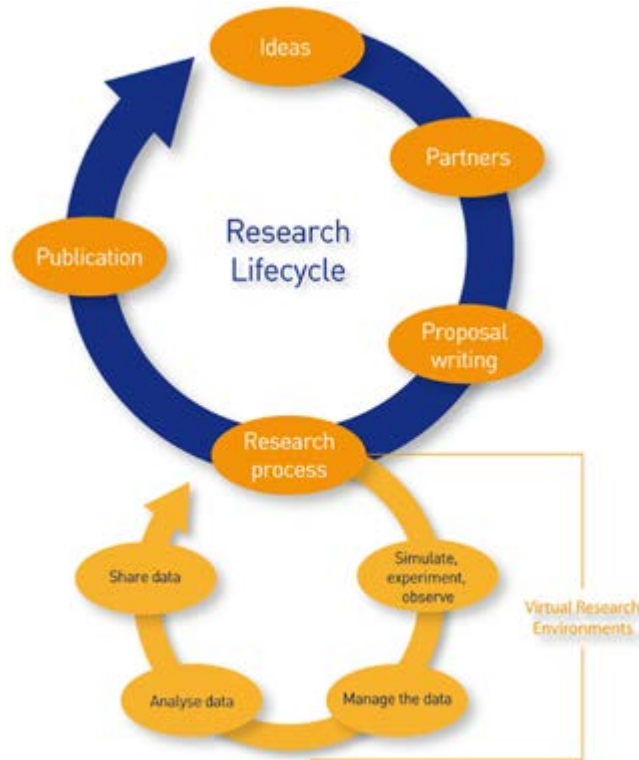 Ideas
Partners
Research
Lifecycle
Publication
Proposal
writing
Research
process
Share data
Simulate,
experiment,
observe
Virtual Research
Environments
Analyse data
Manage the data